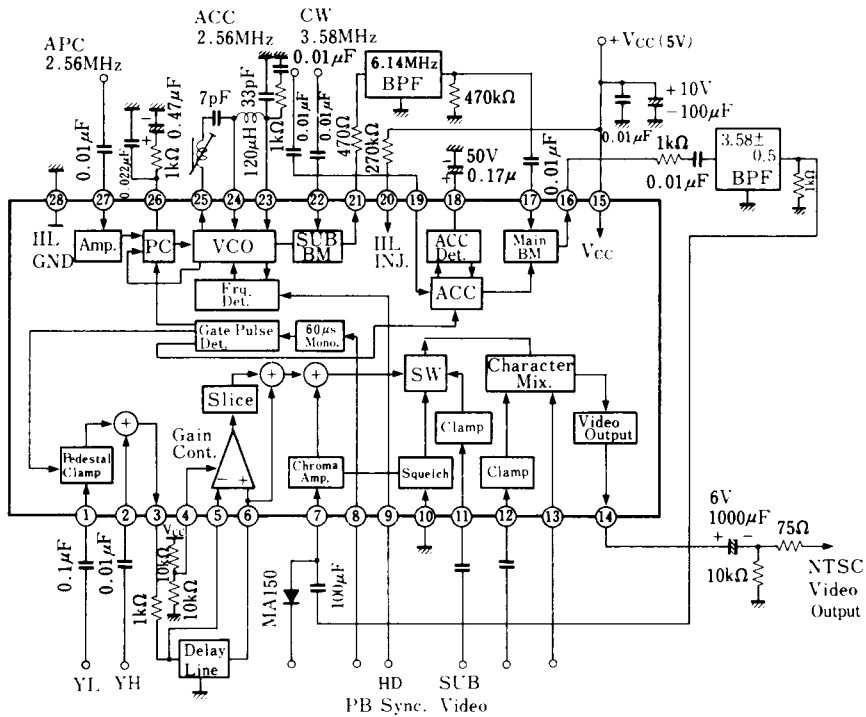 ACC
2.56MHz
CW
3.58MHz
0.01μF
APC
2.56MHz
+VCC (5V)
6.14MHz
BPF
7pF
33pF
0.47μF
0.01μF
0.01μF
470Ω
470kΩ
+10V
−100μF
0.01μF
1kΩ
0.01μF
3.58±
0.5
BPF
1kΩ
0.01μF
0.022μF
1kΩ
120μH
1kΩ
270kΩ
50V
0.17μ
0.01μF
28 27 26 25 24 23 22 21 20 19 18 17 16 15
IIL
GND
Amp.
PC
VCO
SUB
BM
IIL
INJ.
ACC
Det.
Main
BM
VCC
Frq.
Det.
ACC
Gate Pulse
Det.
60μs
Mono.
Slice
+
+
SW
Character
Mix.
+
Gain
Cont.
Clamp
Video
Output
Pedestal
Clamp
− +
Chroma
Amp.
Squelch
Clamp
1 2 3 4 5 6 7 8 9 10 11 12 13 14
0.1μF
0.01μF
VCC
10kΩ
10kΩ
1kΩ
MA150
100μF
6V
1000μF
+ −
75Ω
10kΩ
NTSC
Video
Output
Delay
Line
YL
YH
HD
SUB
PB Sync. Video